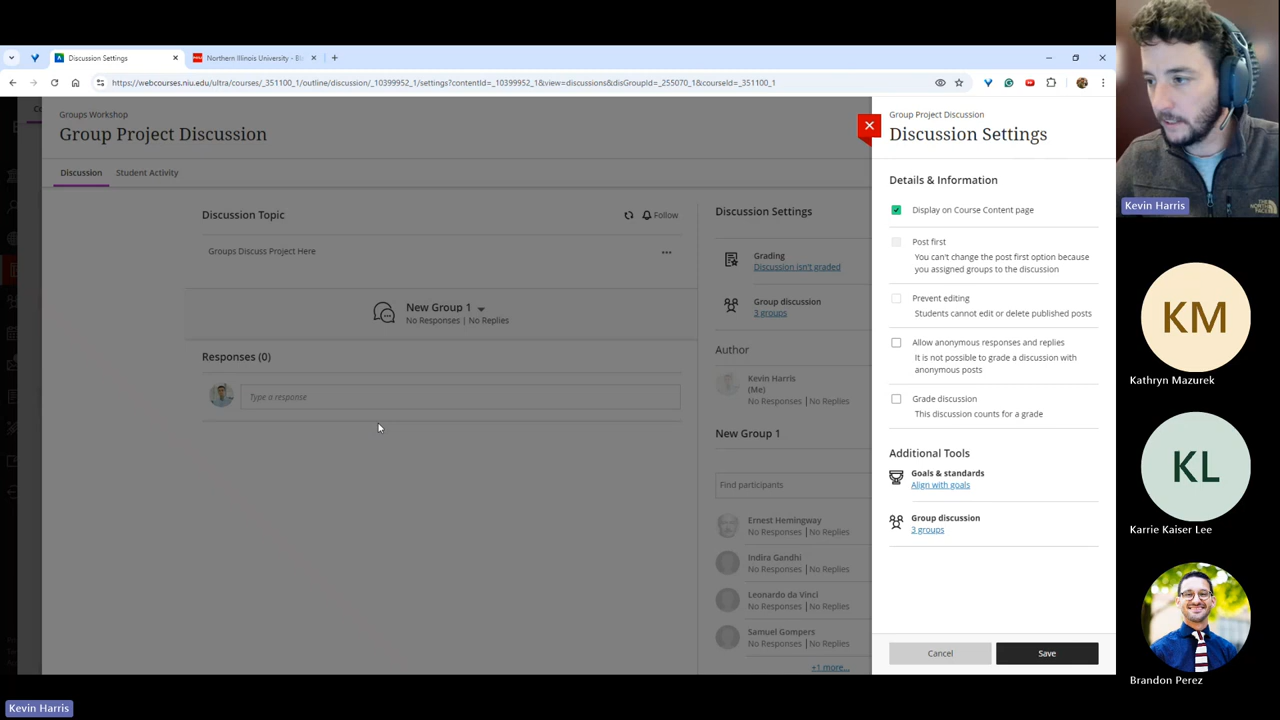 Discussion Settings
Northern Illinois University - Bl
https://webcourses.niu.edu/ultra/courses/_351100_1/outline/discussion/_10399952_1/settings?contentId=_10399952_1&view=discussions&disGroupId=_255070_1&courseId=_351100_1
Groups Workshop
Group Project Discussion
Discussion
Student Activity
Discussion Topic
Follow
Groups Discuss Project Here
New Group 1
No Responses | No Replies
Responses (0)
Type a response
Discussion Settings
Grading
Discussion isn't graded
Group discussion
3 groups
Author
Kevin Harris
(Me)
No Responses | No Replies
New Group 1
Find participants
Ernest Hemingway
No Responses | No Replies
Indira Gandhi
No Responses | No Replies
Leonardo da Vinci
No Responses | No Replies
Samuel Gompers
No Responses | No Replies
+1 more...
Group Project Discussion
Discussion Settings
Details & Information
Display on Course Content page
Post first
You can't change the post first option because
you assigned groups to the discussion
Prevent editing
Students cannot edit or delete published posts
Allow anonymous responses and replies
It is not possible to grade a discussion with
anonymous posts
Grade discussion
This discussion counts for a grade
Additional Tools
Goals & standards
Align with goals
Group discussion
3 groups
Cancel
Save
Kevin Harris
KM
Kathryn Mazurek
KL
Karrie Kaiser Lee
Brandon Perez
Kevin Harris